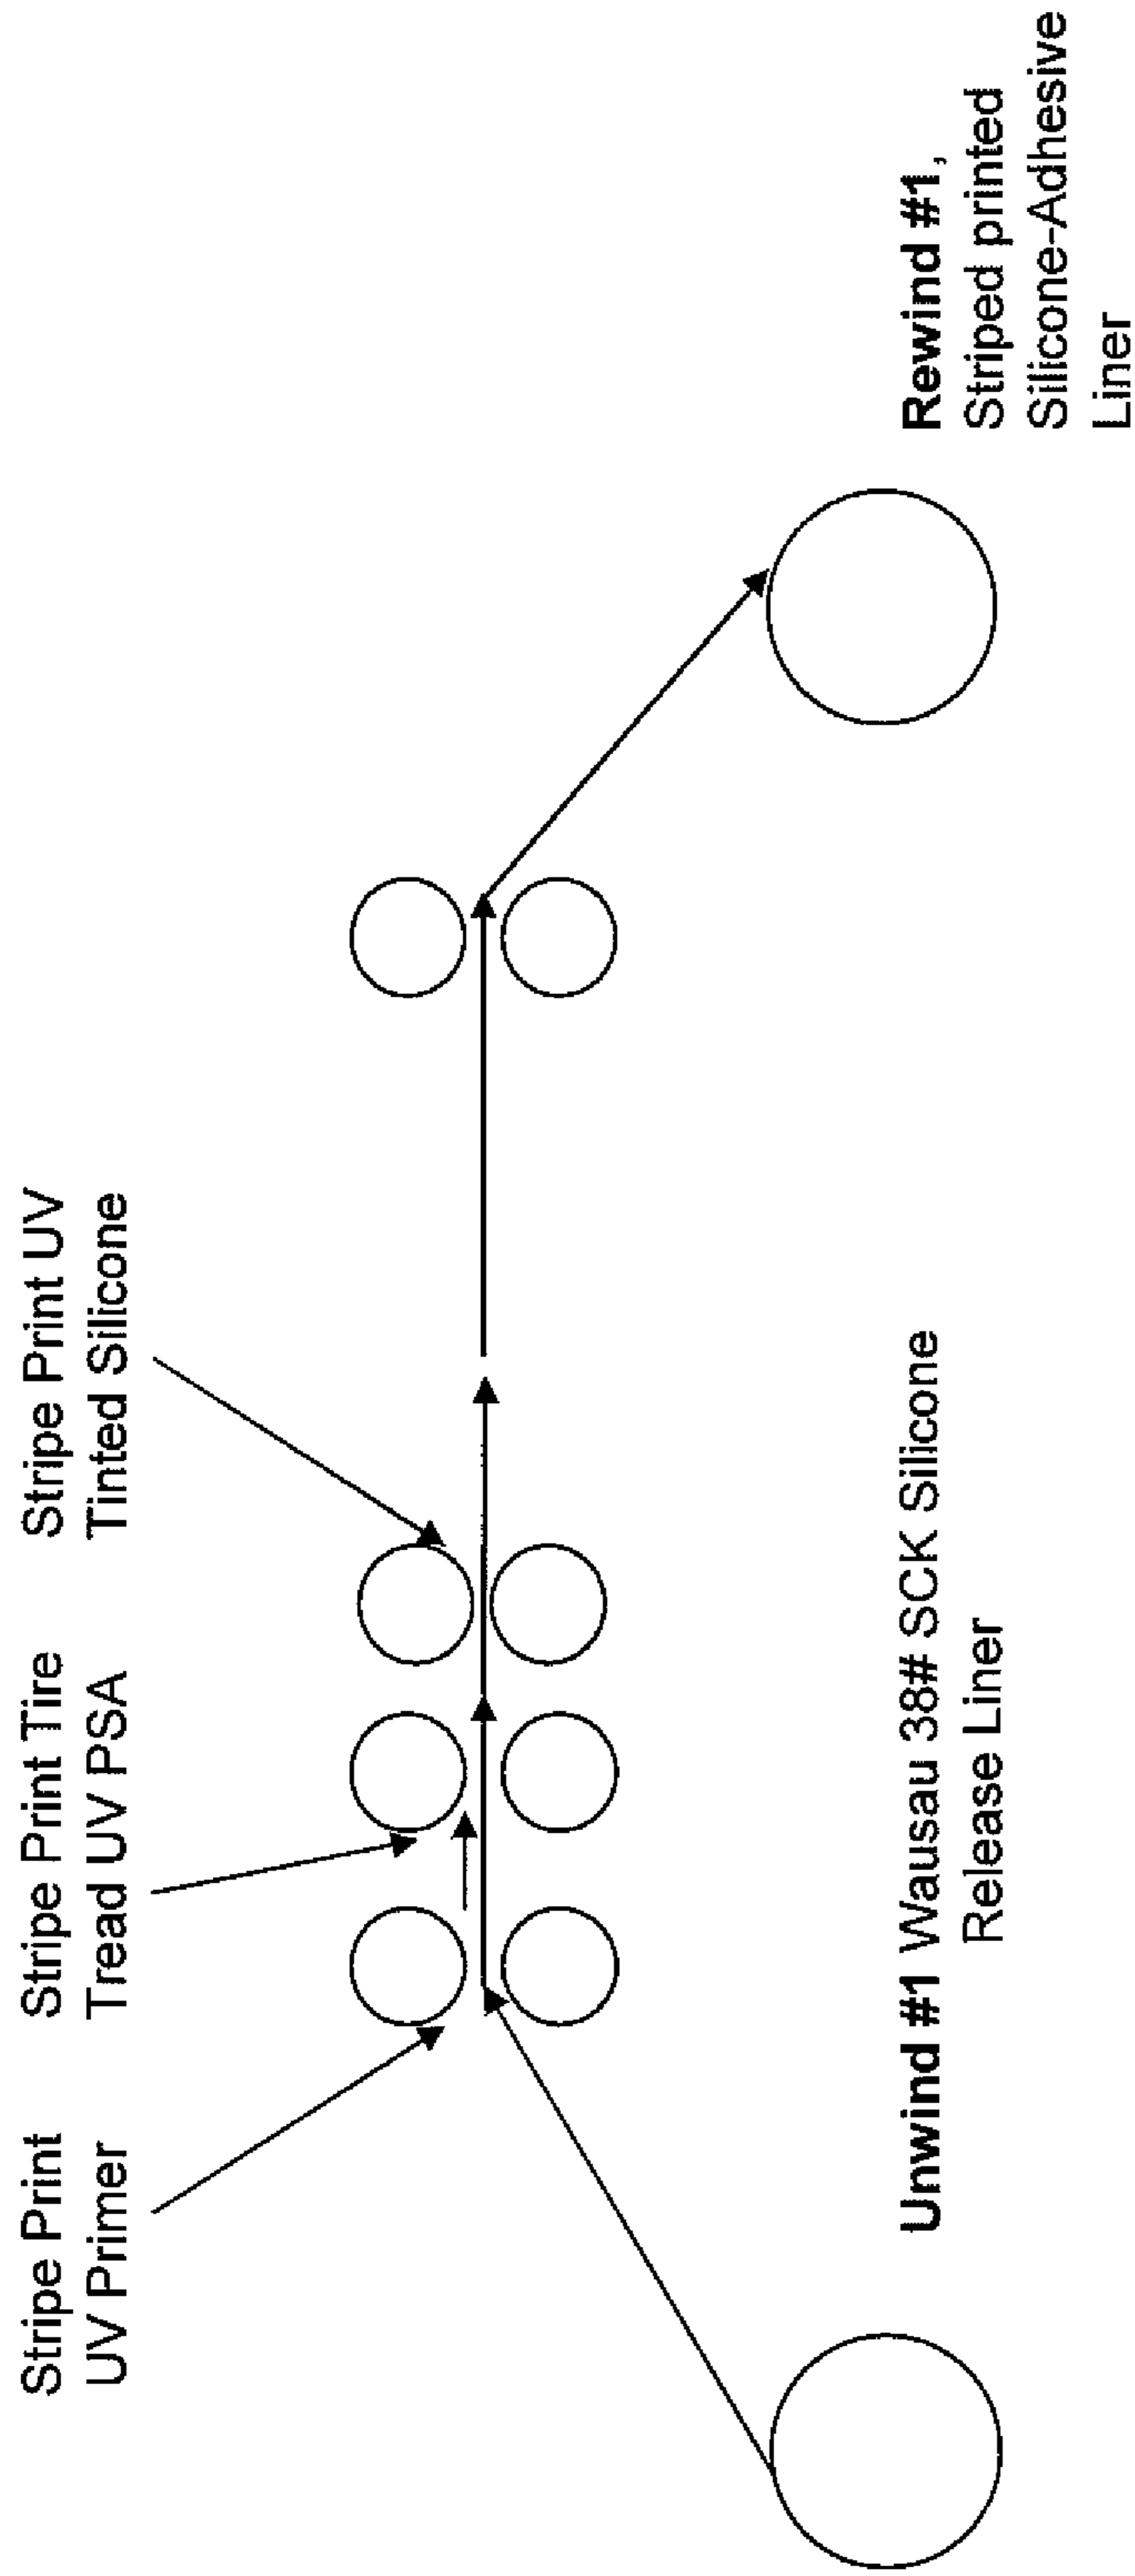 Stripe Print
UV Primer
Stripe Print Tire
Tread UV PSA
Stripe Print UV
Tinted Silicone
Unwind #1 Wausau 38# SCK Silicone
Release Liner
Rewind #1,
Striped printed
Silicone-Adhesive
Liner